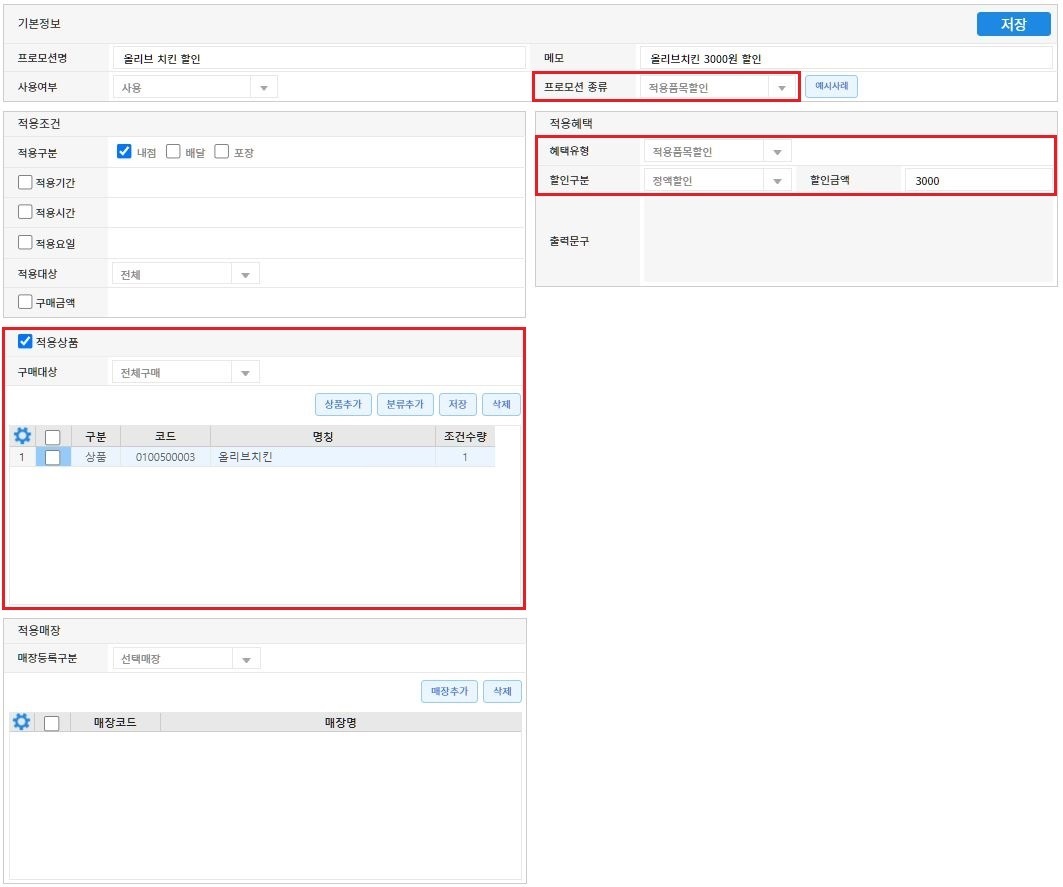 기본정보
저장
프로모션명 올리브 치킨 할인 메모 올리브치킨 3000원 할인
사용여부 사용 프로모션 종류 적용품목할인 예시사례
적용조건
적용구분 내점 배달 포장
적용기간
적용시간
적용요일
적용대상 전체
구매금액
적용혜택
혜택유형 적용품목할인
할인구분 정액할인 할인금액 3000
출력문구
적용상품
구매대상 전체구매
상품추가 분류추가 저장 삭제
구분 코드 명칭 조건수량
1 상품 0100500003 올리브치킨 1
적용매장
매장등록구분 선택매장
매장추가 삭제
매장코드 매장명